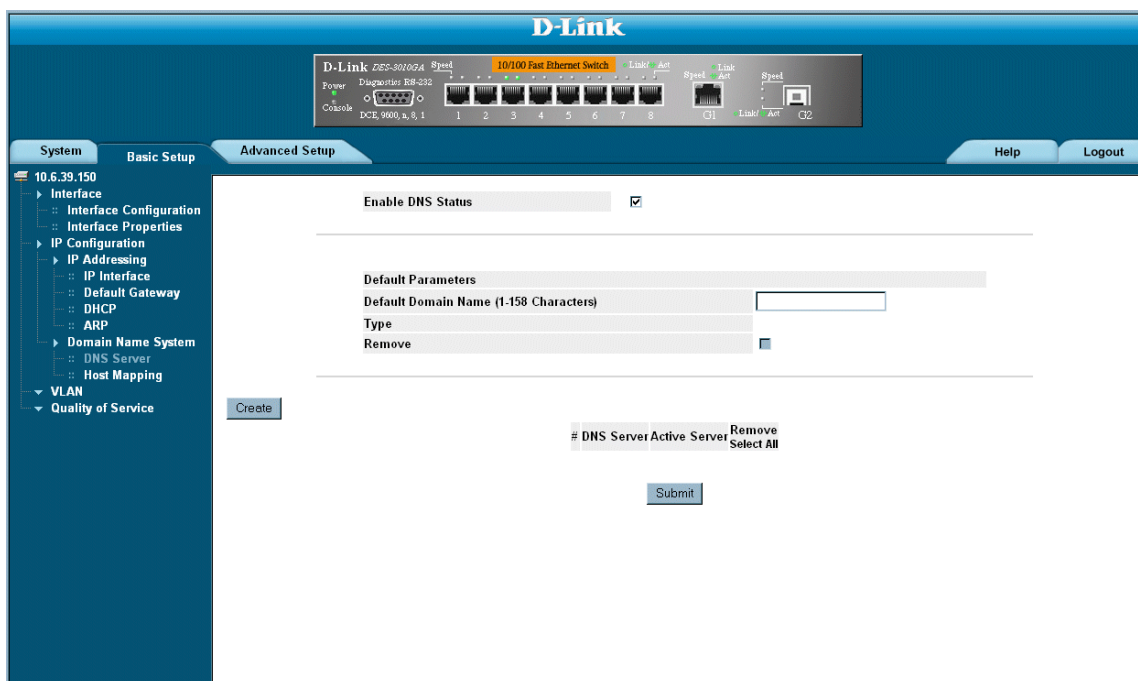 D-Link
D-Link DES-3010GA Speed 10/100 Fast Ethernet Switch Link/ Act
Link
Speed Act Speed
Power Diagnostics RS-232
Console
DCE, 9600, n, 8, 1 1 2 3 4 5 6 7 8 G1 Link/ Act G2
System Basic Setup Advanced Setup Help Logout
10.6.39.150
Interface
Interface Configuration
Interface Properties
IP Configuration
IP Addressing
IP Interface
Default Gateway
DHCP
ARP
Domain Name System
DNS Server
Host Mapping
VLAN
Quality of Service
Enable DNS Status
Default Parameters
Default Domain Name (1-158 Characters)
Type
Remove
Create
# DNS Server Active Server Remove
Select All
Submit